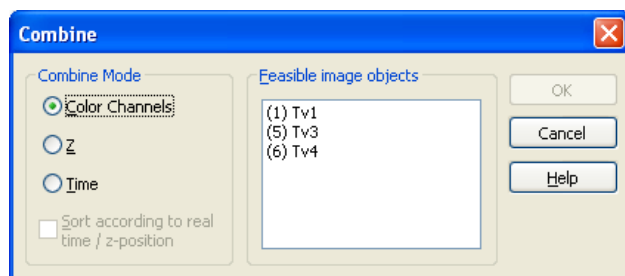 Combine
Combine Mode
Color Channels
Z
Time
Sort according to real
time / z-position
Feasible image objects
(1) Tv1
(5) Tv3
(6) Tv4
OK
Cancel
Help